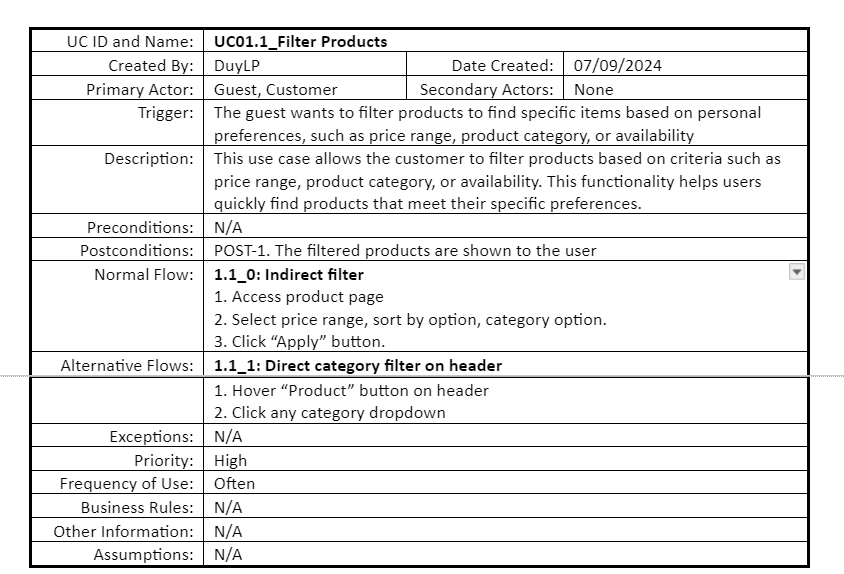 UC ID and Name: UC01.1_Filter Products
Created By: DuyLP Date Created: 07/09/2024
Primary Actor: Guest, Customer Secondary Actors: None
Trigger: The guest wants to filter products to find specific items based on personal
preferences, such as price range, product category, or availability
Description: This use case allows the customer to filter products based on criteria such as
price range, product category, or availability. This functionality helps users
quickly find products that meet their specific preferences.
Preconditions: N/A
Postconditions: POST-1. The filtered products are shown to the user
Normal Flow: 1.1_0: Indirect filter
1. Access product page
2. Select price range, sort by option, category option.
3. Click “Apply” button.
Alternative Flows: 1.1_1: Direct category filter on header
1. Hover “Product” button on header
2. Click any category dropdown
Exceptions: N/A
Priority: High
Frequency of Use: Often
Business Rules: N/A
Other Information: N/A
Assumptions: N/A